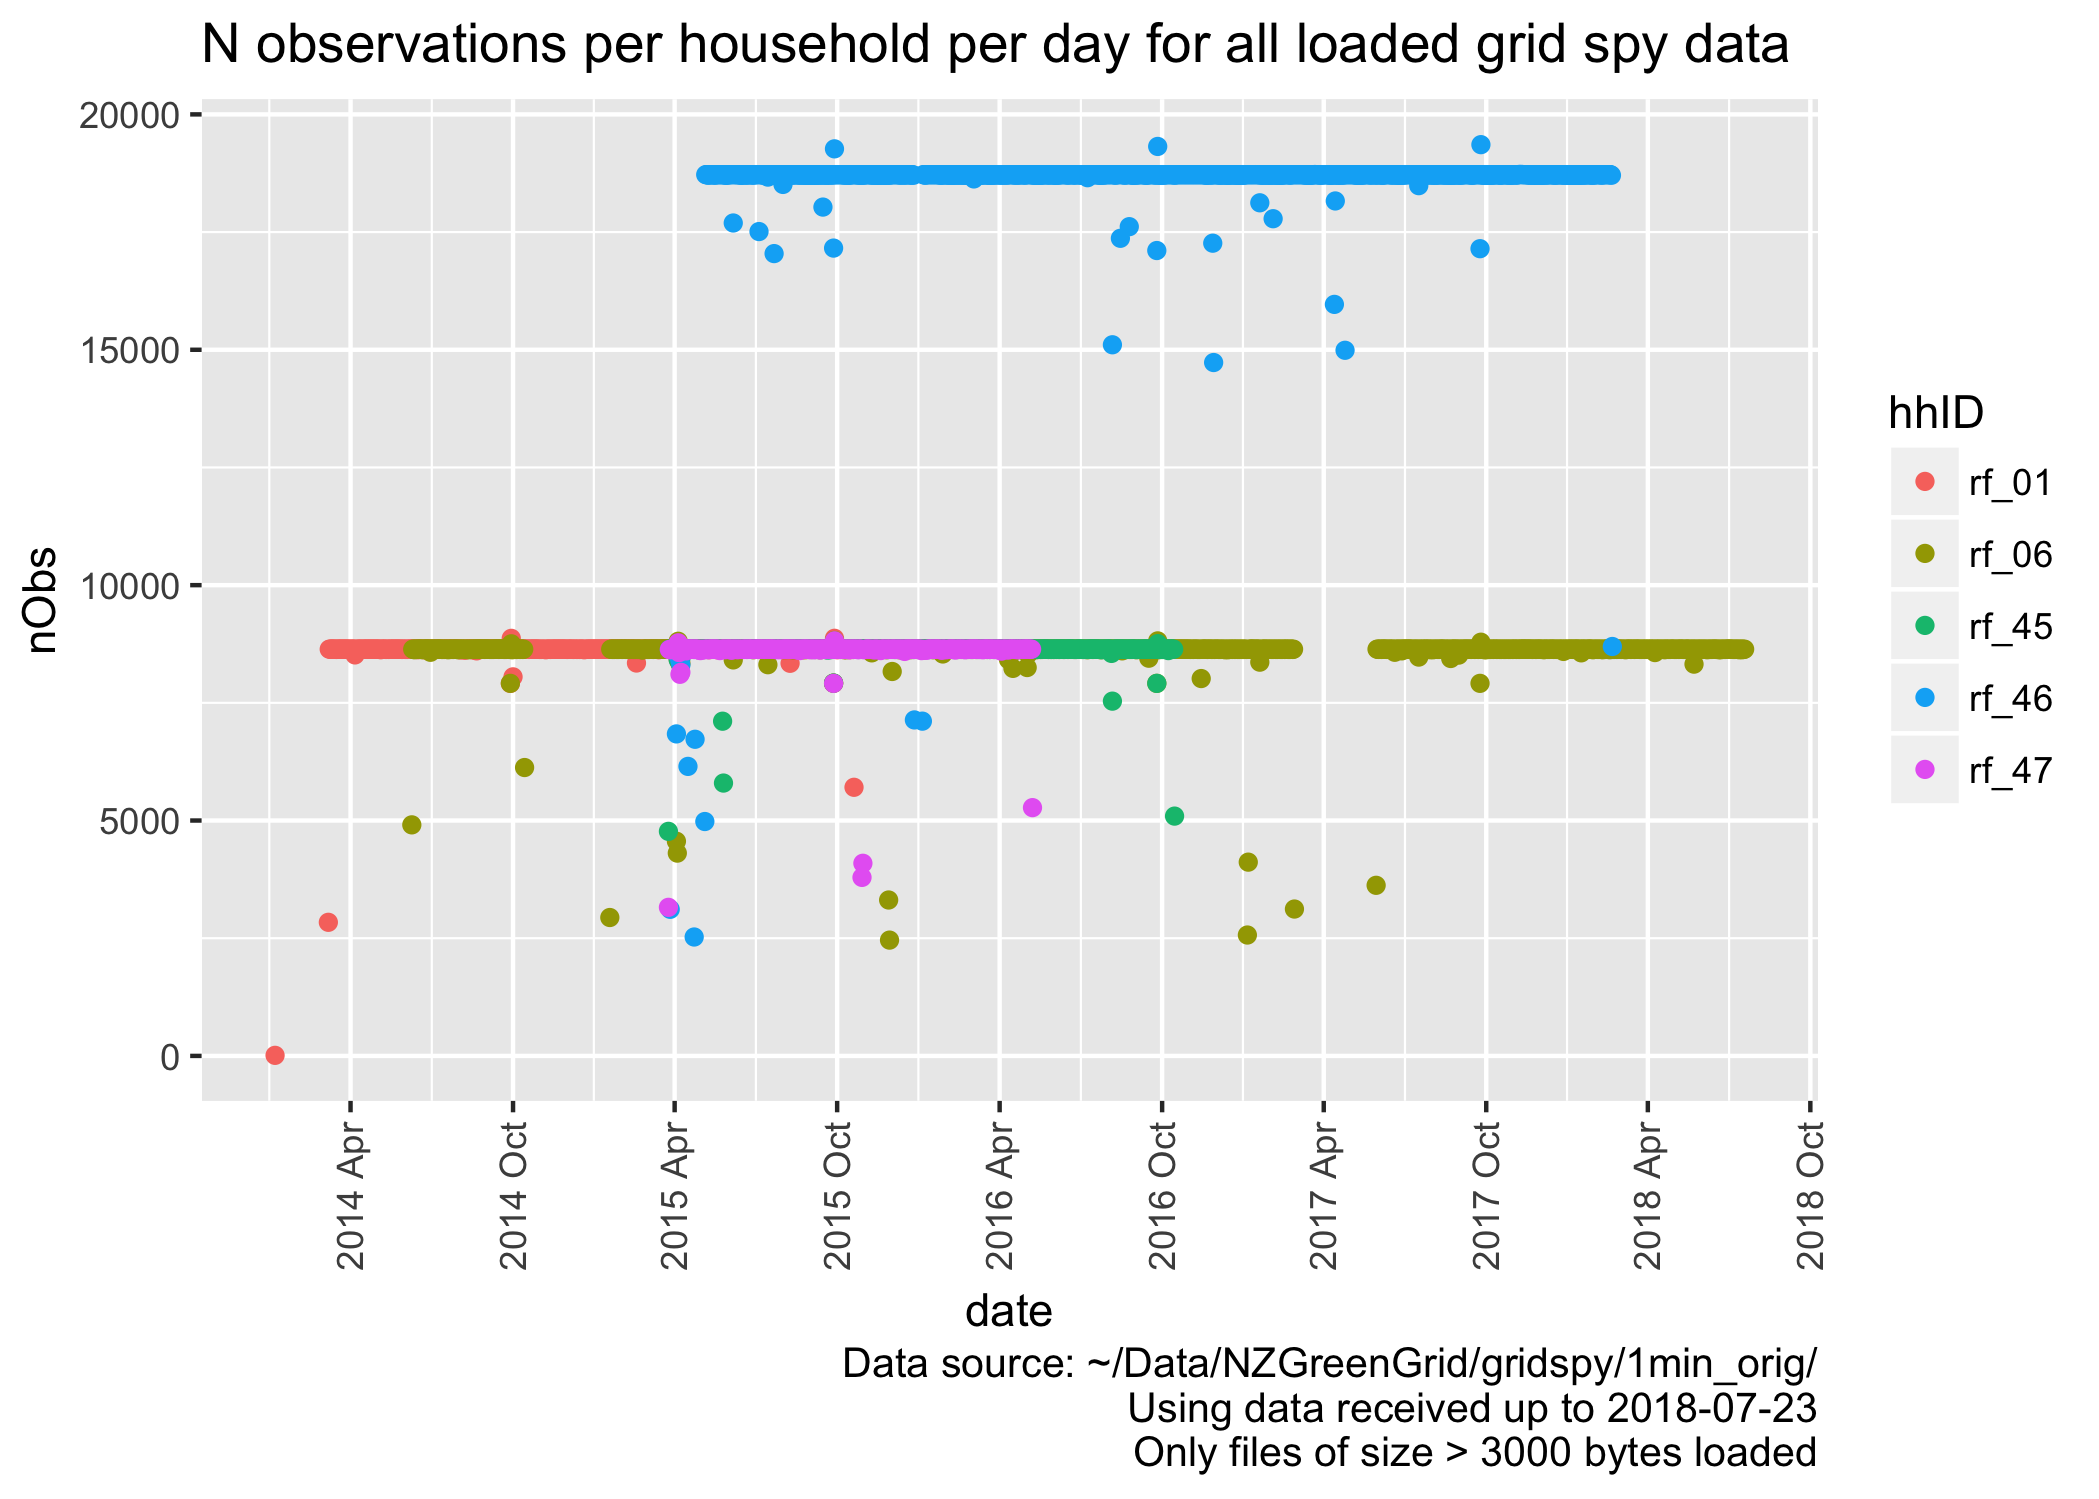 N observations per household per day for all loaded grid spy data
20000
15000
10000
5000
0
nObs
2014 Apr
2014 Oct
2015 Apr
2015 Oct
2016 Apr
2016 Oct
2017 Apr
2017 Oct
2018 Apr
2018 Oct
date
hhID
rf_01
rf_06
rf_45
rf_46
rf_47
Data source: ~/Data/NZGreenGrid/gridspy/1min_orig/
Using data received up to 2018-07-23
Only files of size > 3000 bytes loaded